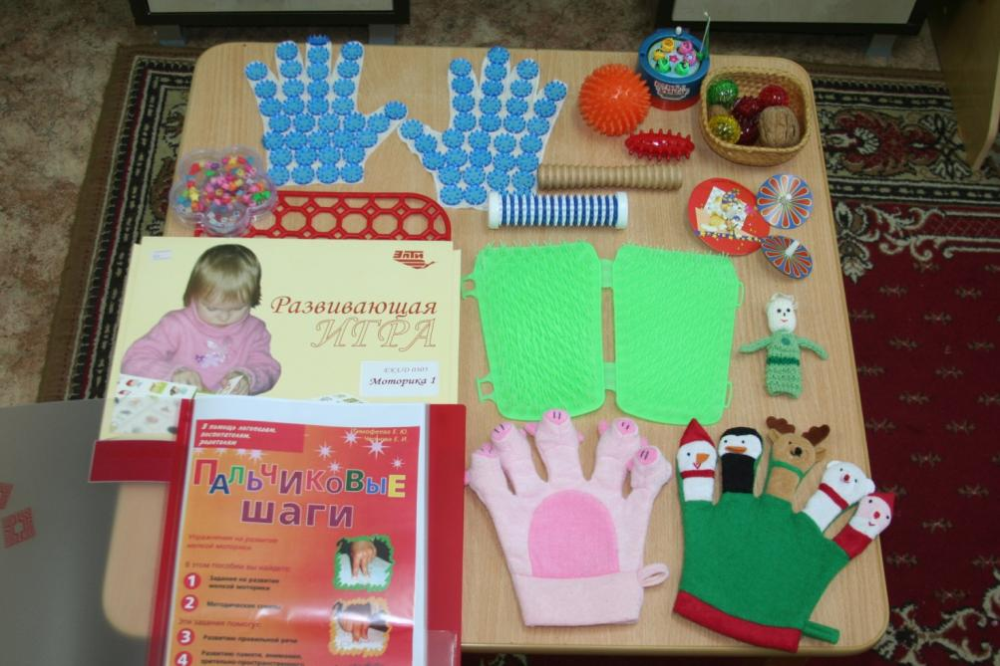 ЭлТи
Развивающая
ИГРА
Моторика 1
В помощь логопедам,
воспитателям,
родителям
Тимофеева Е. Ю.
Чернова Е. И.
Пальчиковые
шаги
Упражнения на развитие
мелкой моторики
В этом пособии вы найдете:
1 Задания на развитие
мелкой моторики
2 Методические советы
Эти задания помогут:
3 Развитию правильной речи
4 Развитию памяти, внимания,
зрительно-пространственного